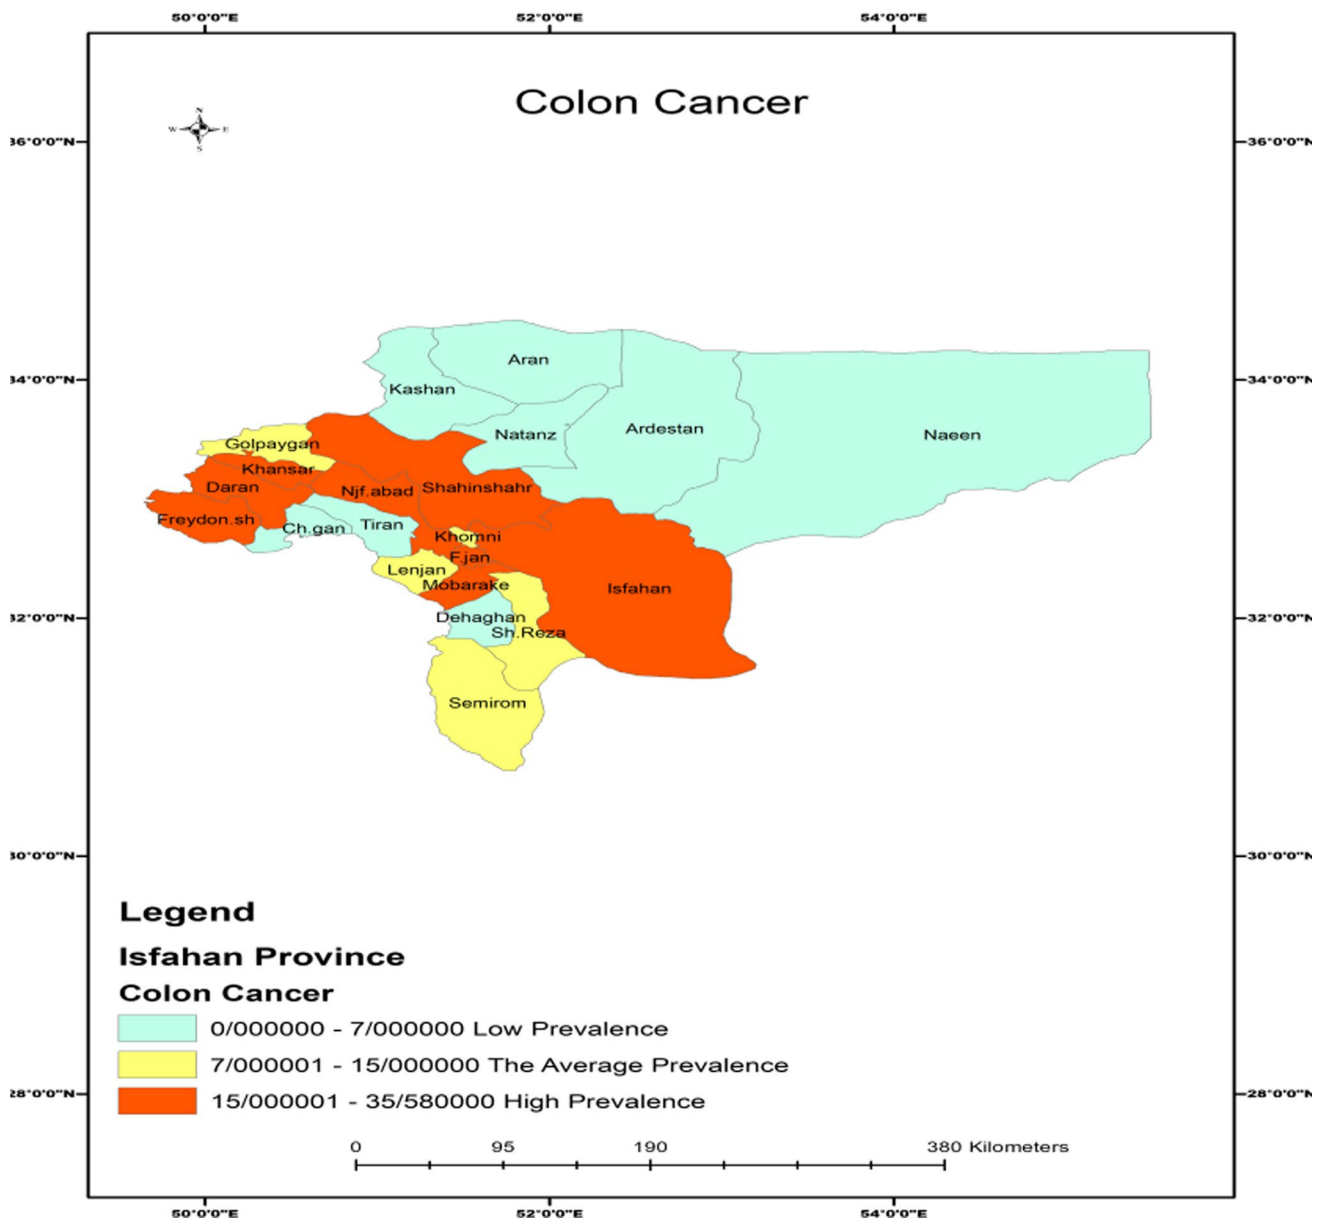 50°0'0"E 52°0'0"E 54°0'0"E
Colon Cancer
N
W E
S
36°0'0"N
34°0'0"N
32°0'0"N
30°0'0"N
28°0'0"N
Aran
Kashan
Natanz
Ardestan
Naeen
Golpaygan
Khansar
Daran
Njf.abad
Shahinshahr
Freydon.sh
Ch.gan
Tiran
Khomni
F.jan
Lenjan
Mobarake
Isfahan
Dehaghan
Sh.Reza
Semirom
36°0'0"N
34°0'0"N
32°0'0"N
30°0'0"N
28°0'0"N
Legend
Isfahan Province
Colon Cancer
0/000000 - 7/000000 Low Prevalence
7/000001 - 15/000000 The Average Prevalence
15/000001 - 35/580000 High Prevalence
0 95 190 380 Kilometers
50°0'0"E 52°0'0"E 54°0'0"E